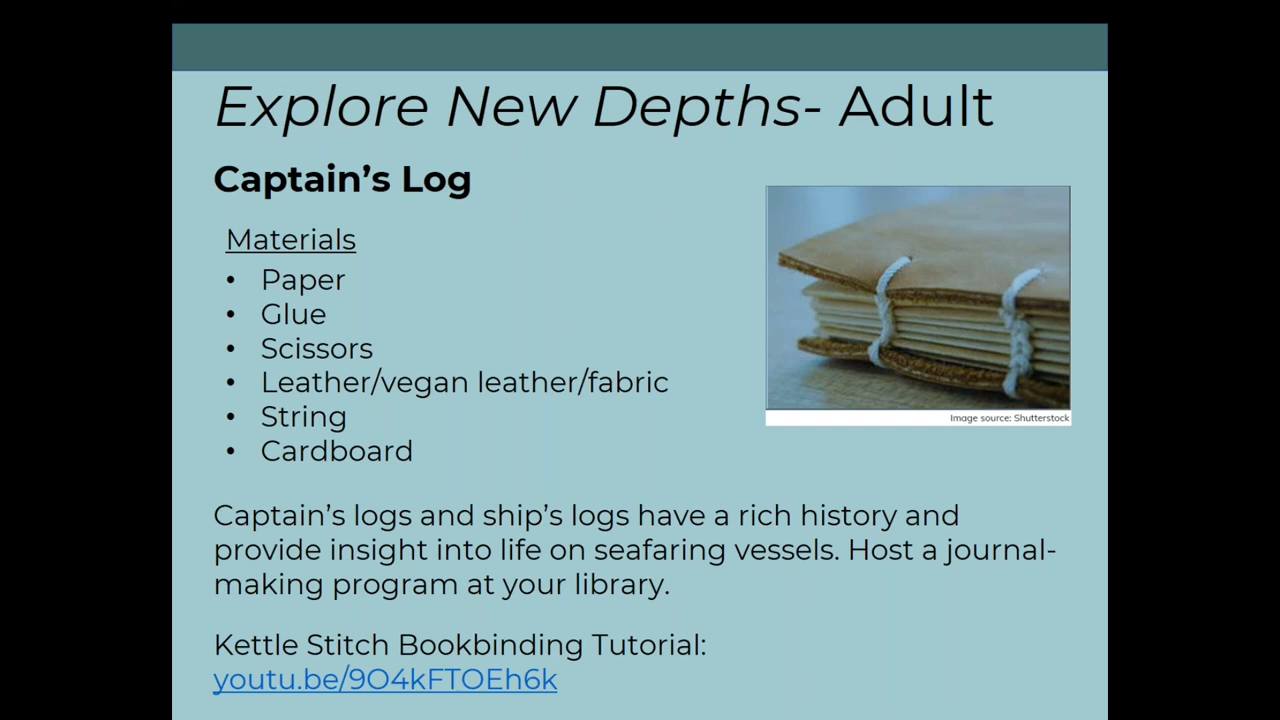 Explore New Depths- Adult
Captain's Log
Materials
• Paper
• Glue
• Scissors
• Leather/vegan leather/fabric
• String
• Cardboard
Image source: Shutterstock
Captain's logs and ship's logs have a rich history and
provide insight into life on seafaring vessels. Host a journal-
making program at your library.
Kettle Stitch Bookbinding Tutorial:
youtu.be/9O4kFTOEh6k